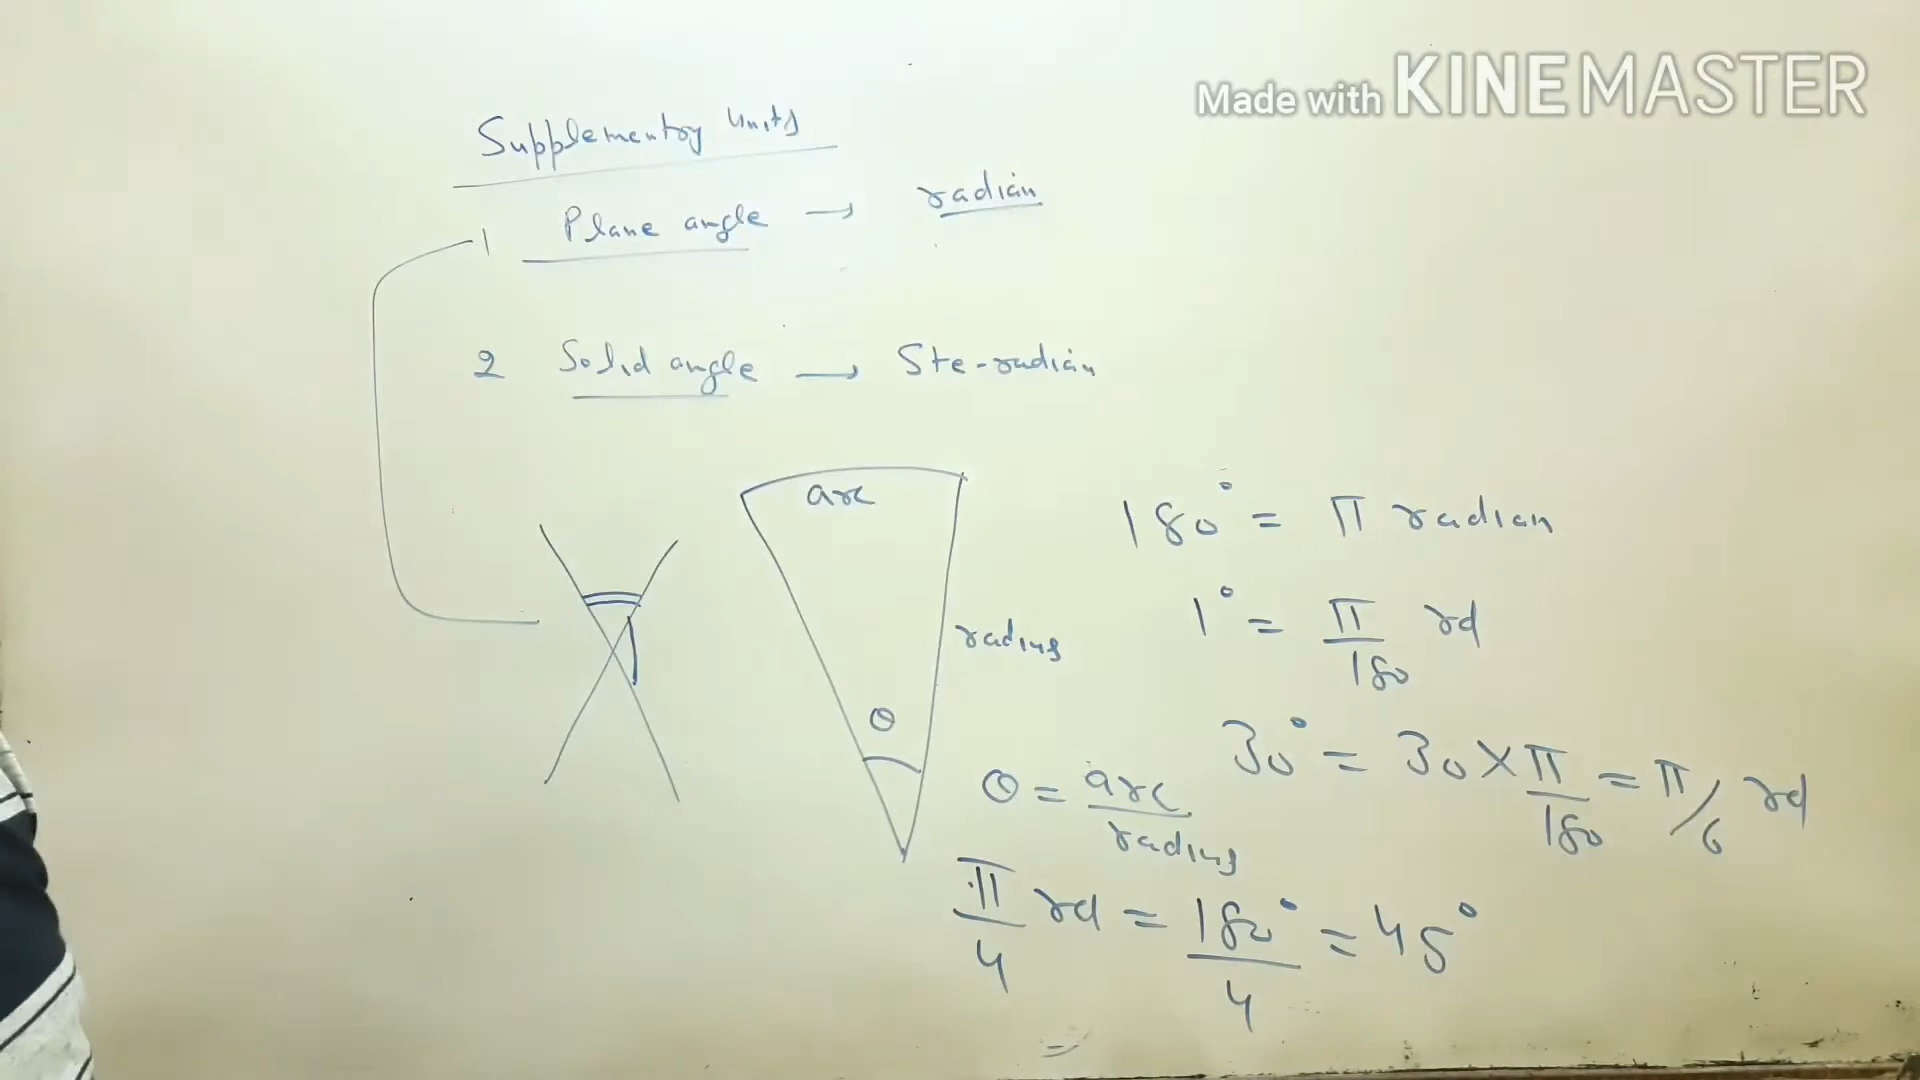 Made with KINEMASTER
Supplementry Units
1 Plane angle → radian
2 Solid angle → Ste-radian
arc
radius
θ
θ = arc / radius
180° = π radian
1° = π/180 rd
30° = 30 × π/180 = π/6 rd
π/4 rd = 180°/4 = 45°